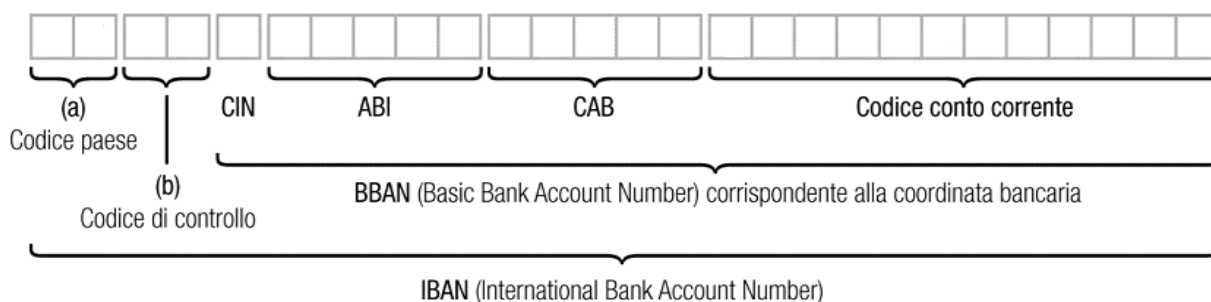 (a) CIN ABI CAB Codice conto corrente
Codice paese
(b) BBAN (Basic Bank Account Number) corrispondente alla coordinata bancaria
Codice di controllo
IBAN (International Bank Account Number)